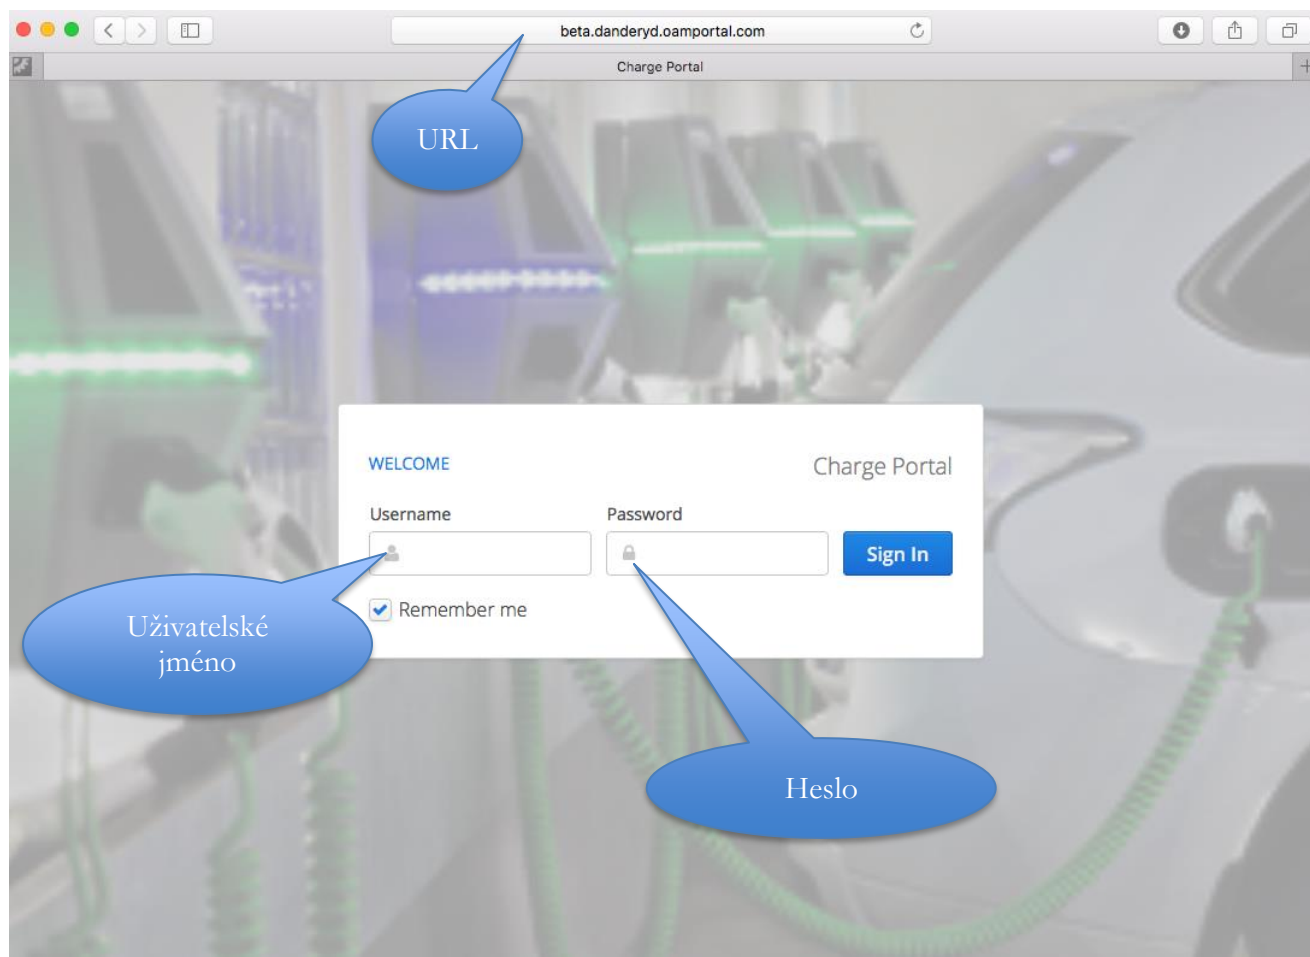 beta.danderyd.oamportal.com
Charge Portal
URL
WELCOME
Charge Portal
Username
Password
Sign In
Remember me
Uživatelské
jméno
Heslo